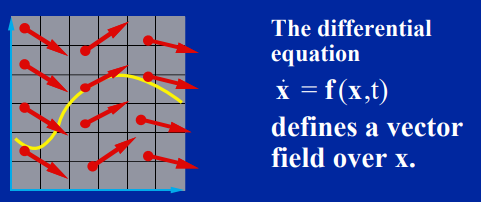 The differential
equation
ẋ = f(x,t)
defines a vector
field over x.